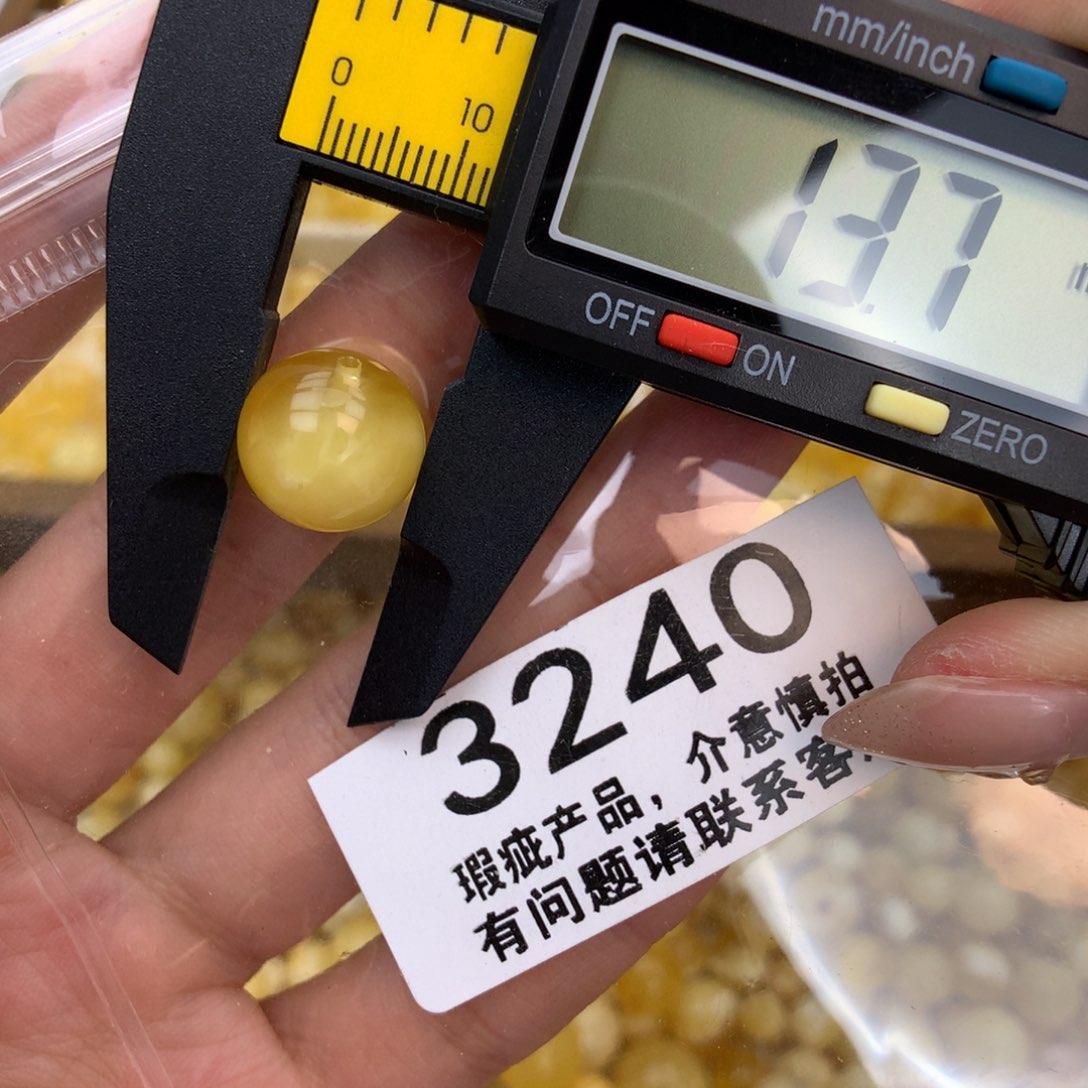 mm/inch
0
10
13.7
OFF
ON
ZERO
3240
瑕疵产品，介意慎拍
有问题请联系客